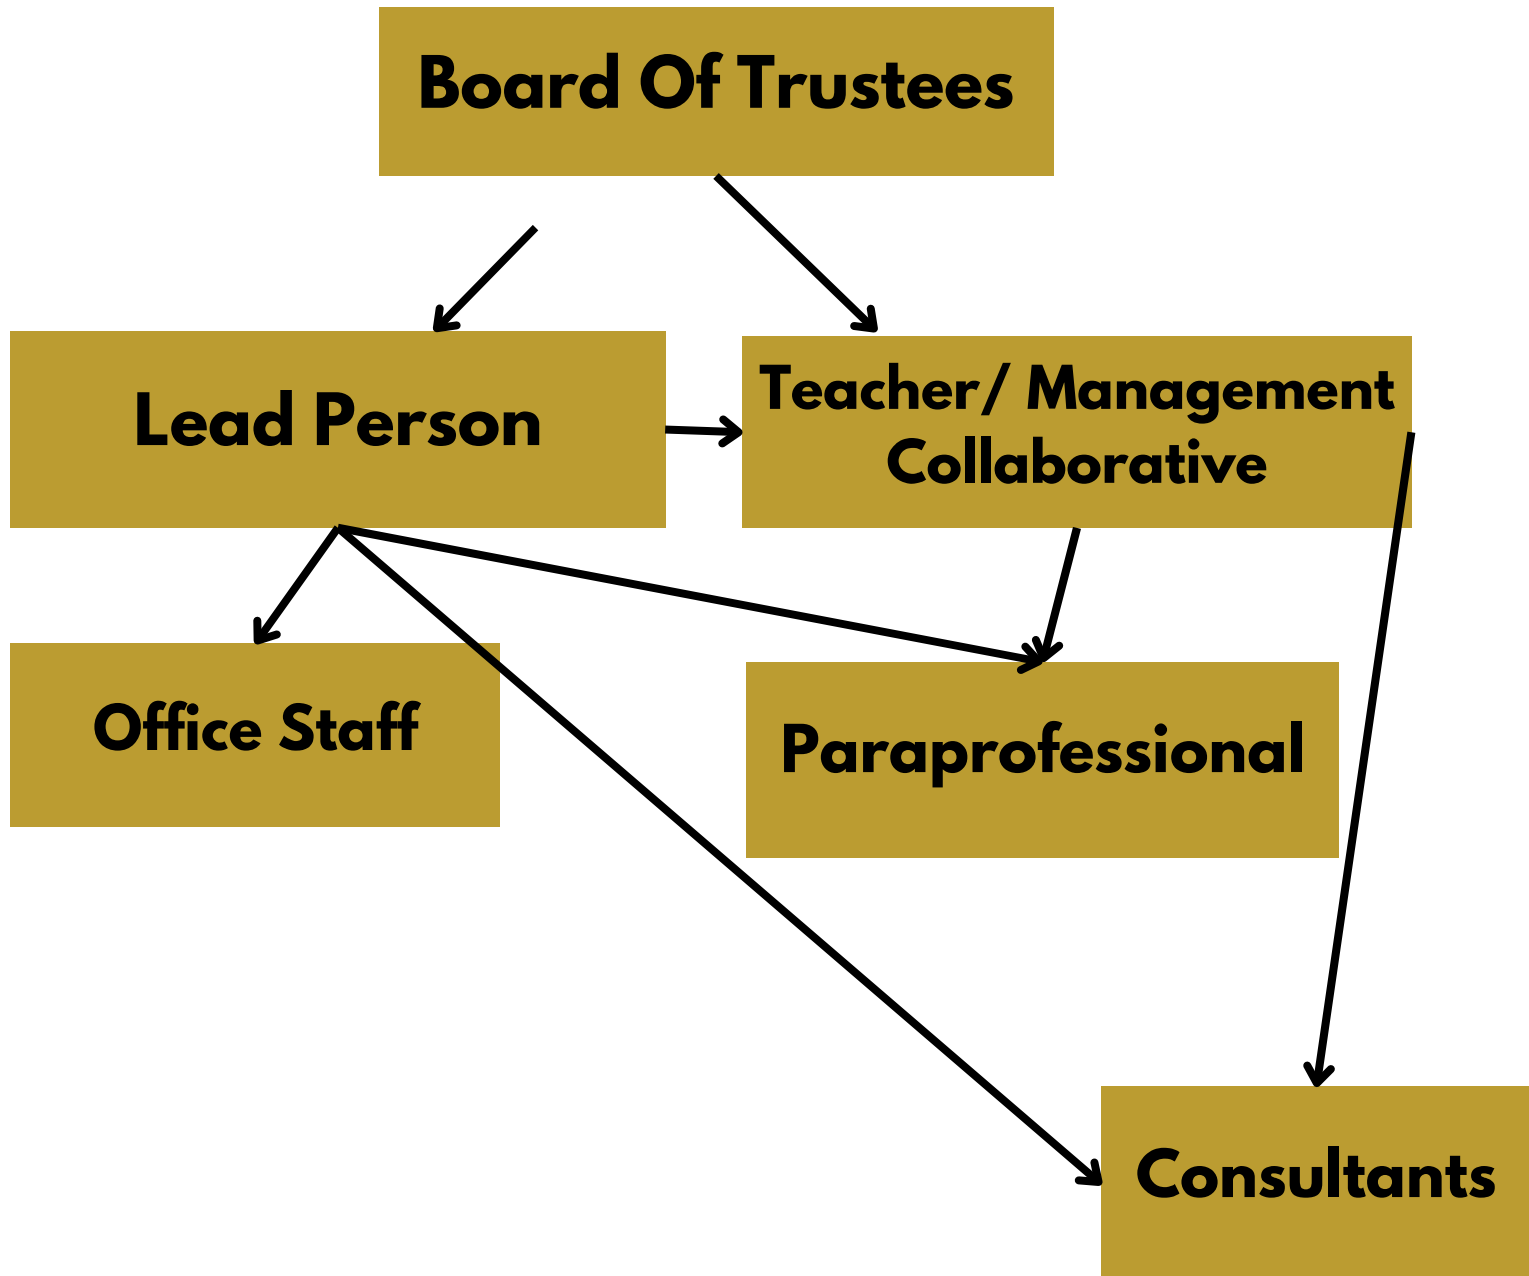 Board Of Trustees
Lead Person
Teacher/ Management
Collaborative
Office Staff
Paraprofessional
Consultants